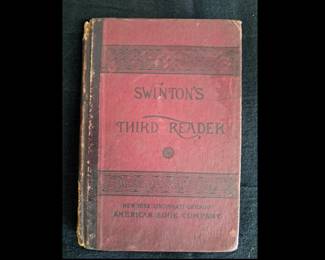 SWINTON'S
THIRD READER
NEW YORK · CINCINNATI · CHICAGO
AMERICAN BOOK COMPANY